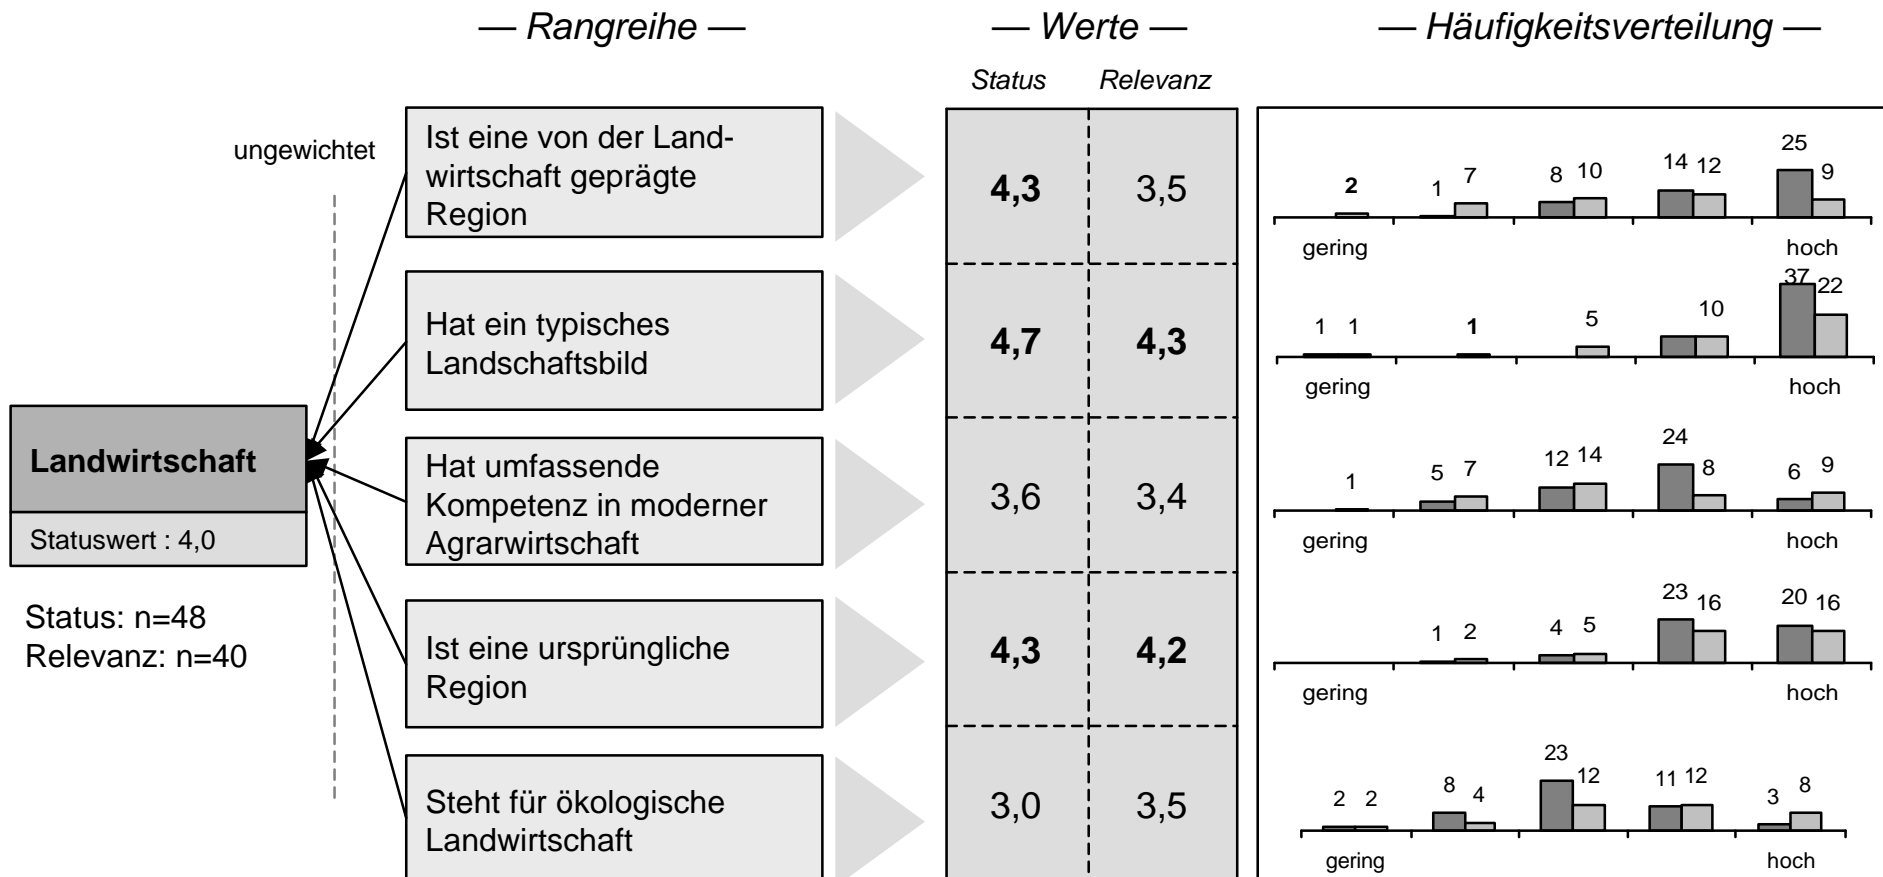 — Rangreihe —
— Werte —
— Häufigkeitsverteilung —
Status
Relevanz
ungewichtet
Ist eine von der Land-
wirtschaft geprägte
Region
4,3
3,5
2
1 7
8 10
14 12
25 9
gering
hoch
Hat ein typisches
Landschaftsbild
4,7
4,3
1 1
1
5
10
37 22
gering
hoch
Landwirtschaft
Statuswert : 4,0
Status: n=48
Relevanz: n=40
Hat umfassende
Kompetenz in moderner
Agrarwirtschaft
3,6
3,4
1
5 7
12 14
24 8
6 9
gering
hoch
Ist eine ursprüngliche
Region
4,3
4,2
1 2
4 5
23 16
20 16
gering
hoch
Steht für ökologische
Landwirtschaft
3,0
3,5
2 2
8 4
23 12
11 12
3 8
gering
hoch